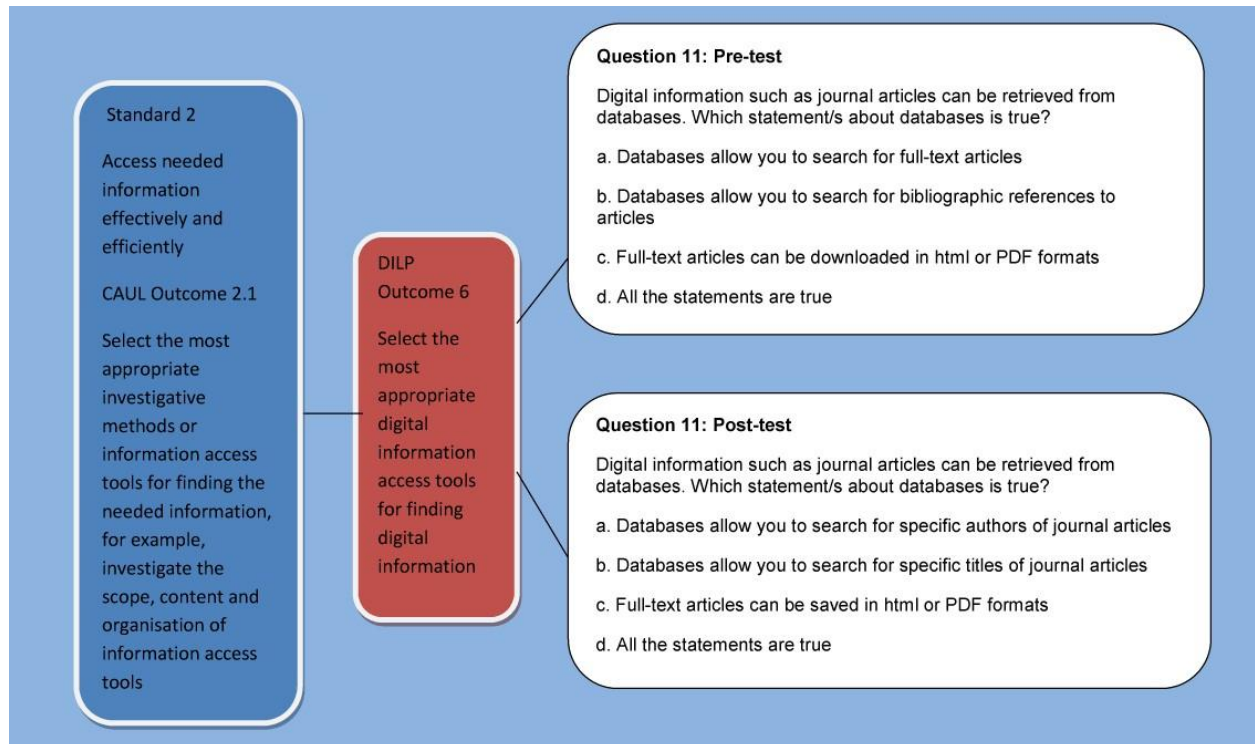 Standard 2
Access needed
information
effectively and
efficiently
CAUL Outcome 2.1
Select the most
appropriate
investigative
methods or
information access
tools for finding the
needed information,
for example,
investigate the
scope, content and
organisation of
information access
tools
DILP
Outcome 6
Select the
most
appropriate
digital
information
access tools
for finding
digital
information
Question 11: Pre-test
Digital information such as journal articles can be retrieved from
databases. Which statement/s about databases is true?
a. Databases allow you to search for full-text articles
b. Databases allow you to search for bibliographic references to
articles
c. Full-text articles can be downloaded in html or PDF formats
d. All the statements are true
Question 11: Post-test
Digital information such as journal articles can be retrieved from
databases. Which statement/s about databases is true?
a. Databases allow you to search for specific authors of journal articles
b. Databases allow you to search for specific titles of journal articles
c. Full-text articles can be saved in html or PDF formats
d. All the statements are true